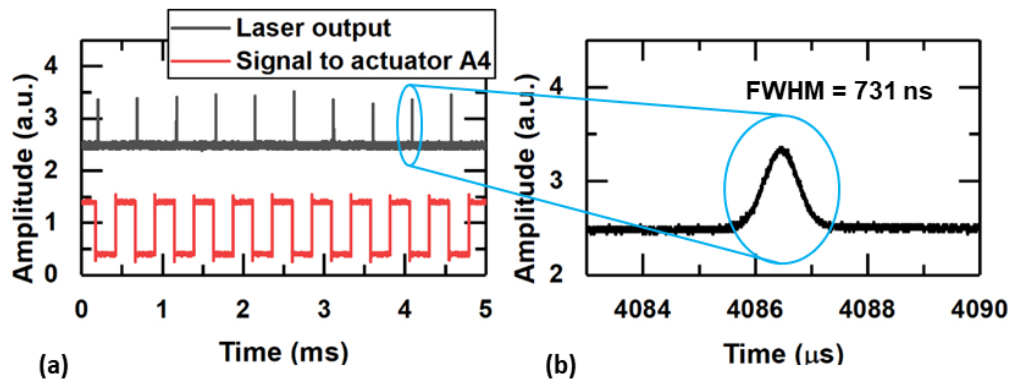 Laser output
Signal to actuator A4
Amplitude (a.u.)
4
3
2
1
0
0 1 2 3 4 5
Time (ms)
(a)
FWHM = 731 ns
Amplitude (a.u.)
4
3
2
4084 4086 4088 4090
Time (μs)
(b)